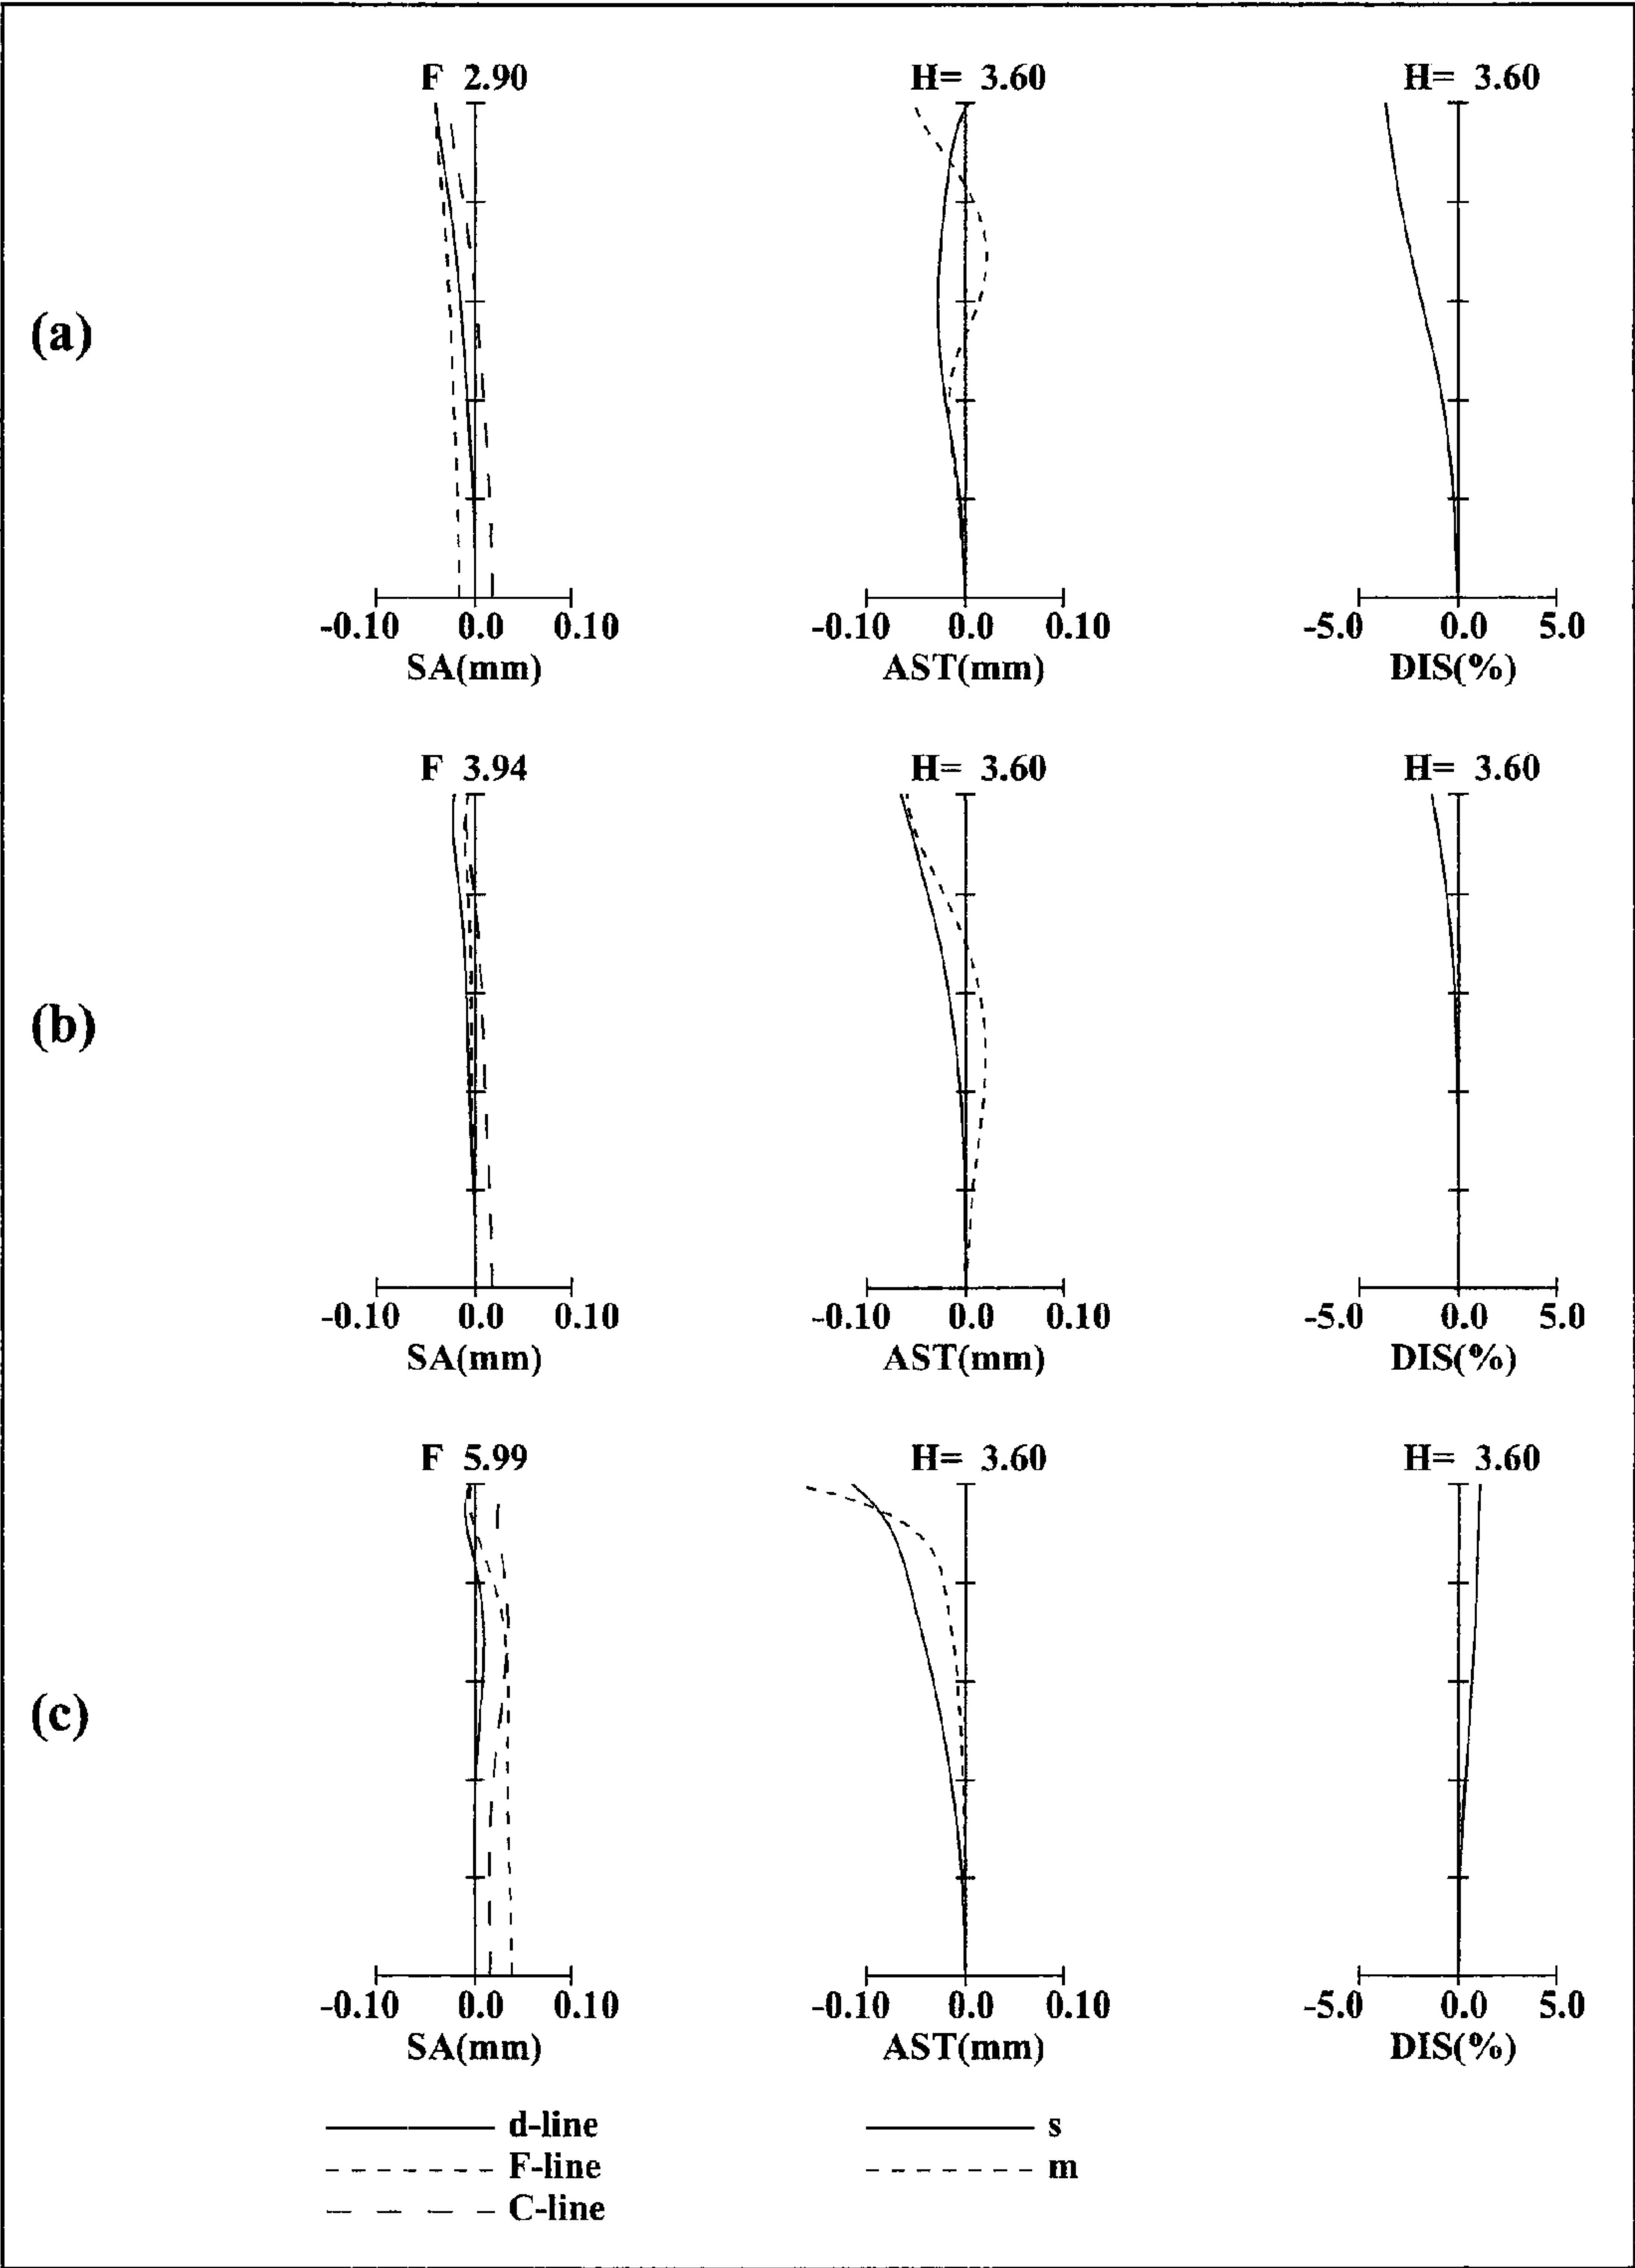 F 2.90 H= 3.60 H= 3.60
(a)
-0.10 0.0 0.10 -0.10 0.0 0.10 -5.0 0.0 5.0
SA(mm) AST(mm) DIS(%)
F 3.94 H= 3.60 H= 3.60
(b)
-0.10 0.0 0.10 -0.10 0.0 0.10 -5.0 0.0 5.0
SA(mm) AST(mm) DIS(%)
F 5.99 H= 3.60 H= 3.60
(c)
-0.10 0.0 0.10 -0.10 0.0 0.10 -5.0 0.0 5.0
SA(mm) AST(mm) DIS(%)
d-line s
F-line m
C-line